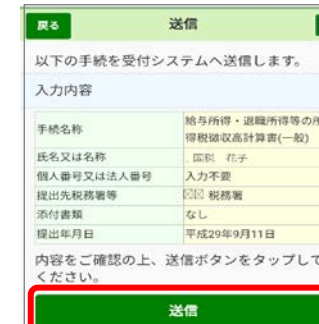 戻る 送信
以下の手続を受付システムへ送信します。
入力内容
手続名称 給与所得・退職所得等の所
得税徴収高計算書(一般)
氏名又は名称 国税 花子
個人番号又は法人番号 入力不要
提出先税務署等 税務署
添付書類 なし
提出年月日 平成29年9月11日
内容をご確認の上、送信ボタンをタップして
ください。
送信